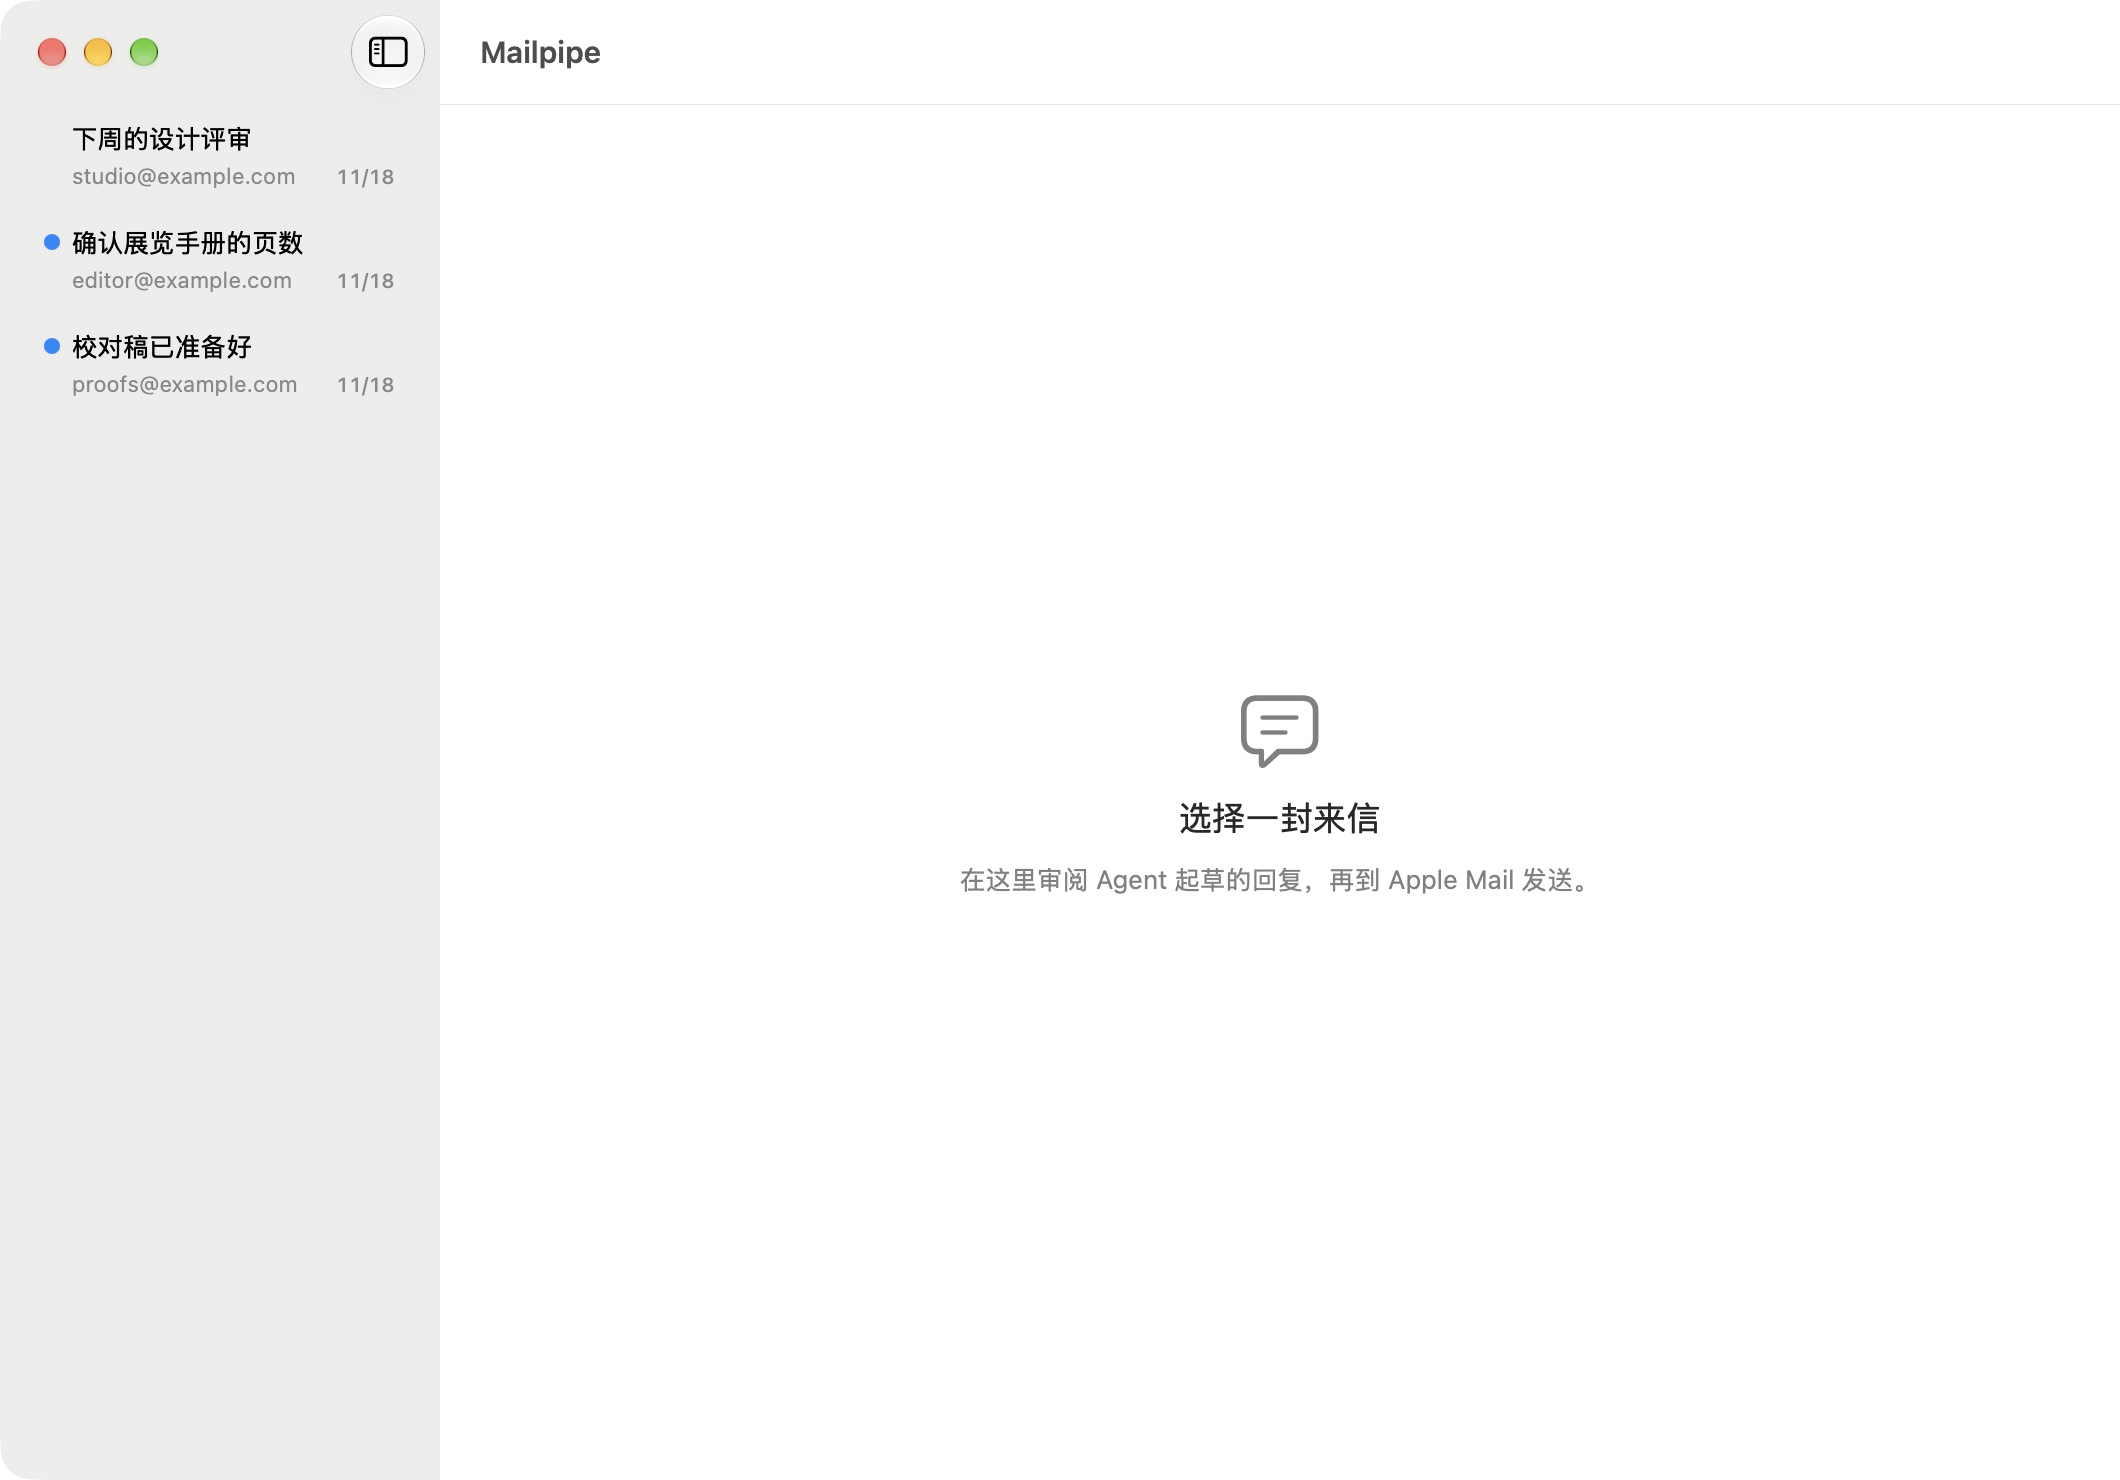 Mailpipe
下周的设计评审
studio@example.com 11/18
确认展览手册的页数
editor@example.com 11/18
校对稿已准备好
proofs@example.com 11/18
选择一封来信
在这里审阅 Agent 起草的回复，再到 Apple Mail 发送。